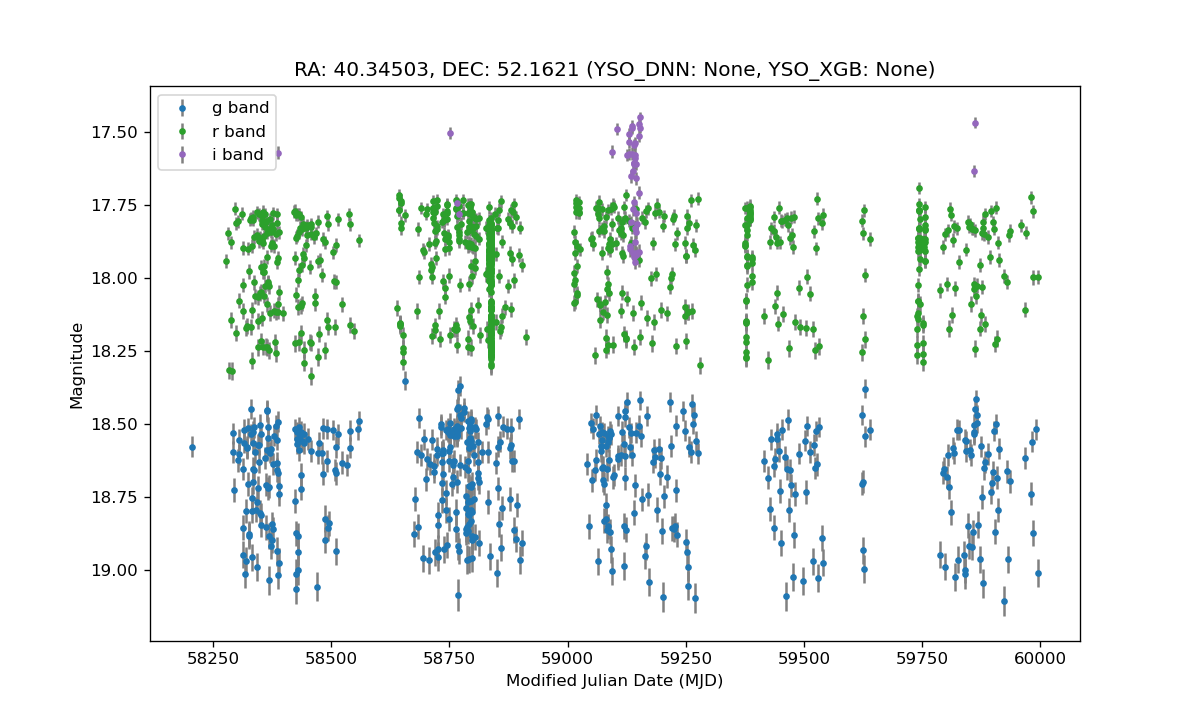 RA: 40.34503, DEC: 52.1621 (YSO_DNN: None, YSO_XGB: None)
g band
r band
i band
17.50
17.75
18.00
18.25
18.50
18.75
19.00
Magnitude
58250 58500 58750 59000 59250 59500 59750 60000
Modified Julian Date (MJD)